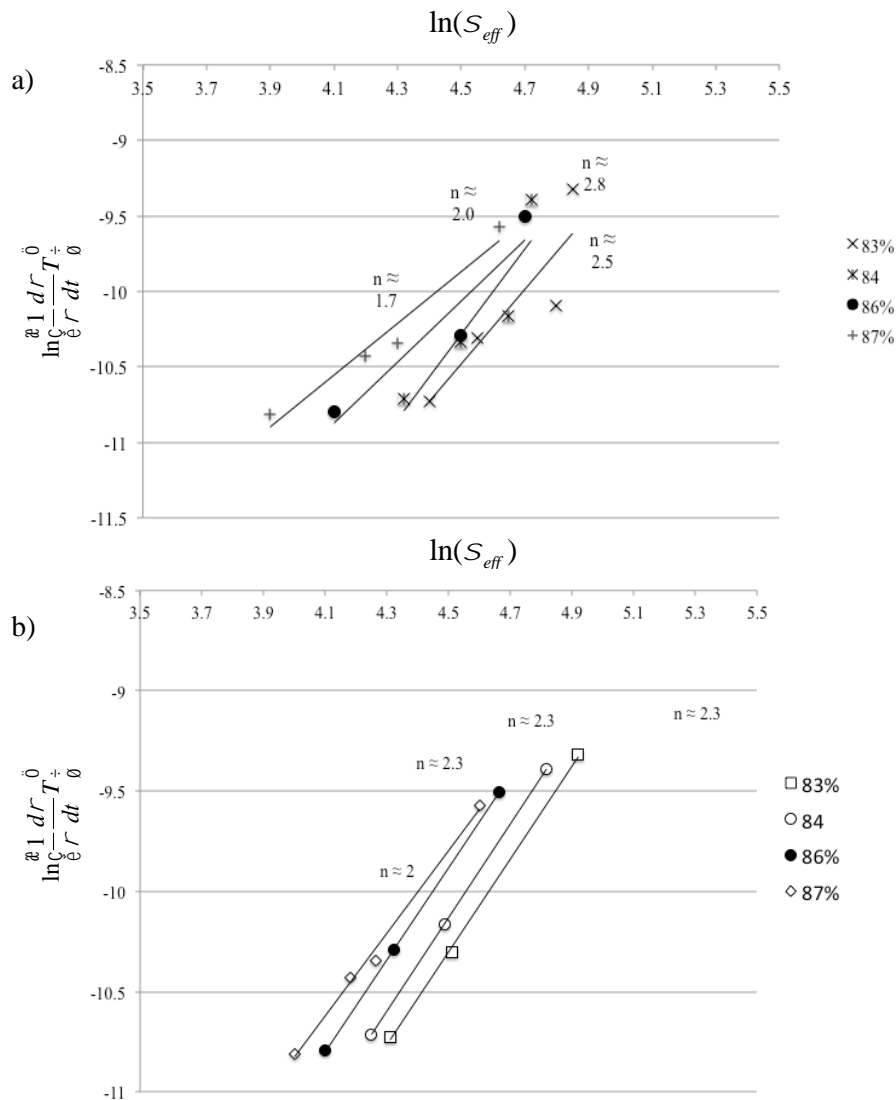 ln(S_eff)
a)
-8.5
3.5 3.7 3.9 4.1 4.3 4.5 4.7 4.9 5.1 5.3 5.5
-9
-9.5
-10
-10.5
-11
-11.5
n ≈
2.8
n ≈
2.0
n ≈
2.5
n ≈
1.7
× 83%
84
● 86%
+ 87%
ln(S_eff)
b)
-8.5
3.5 3.7 3.9 4.1 4.3 4.5 4.7 4.9 5.1 5.3 5.5
-9
-9.5
-10
-10.5
-11
n ≈ 2.3
n ≈ 2.3
n ≈ 2.3
n ≈ 2
□ 83%
○ 84
● 86%
◇ 87%